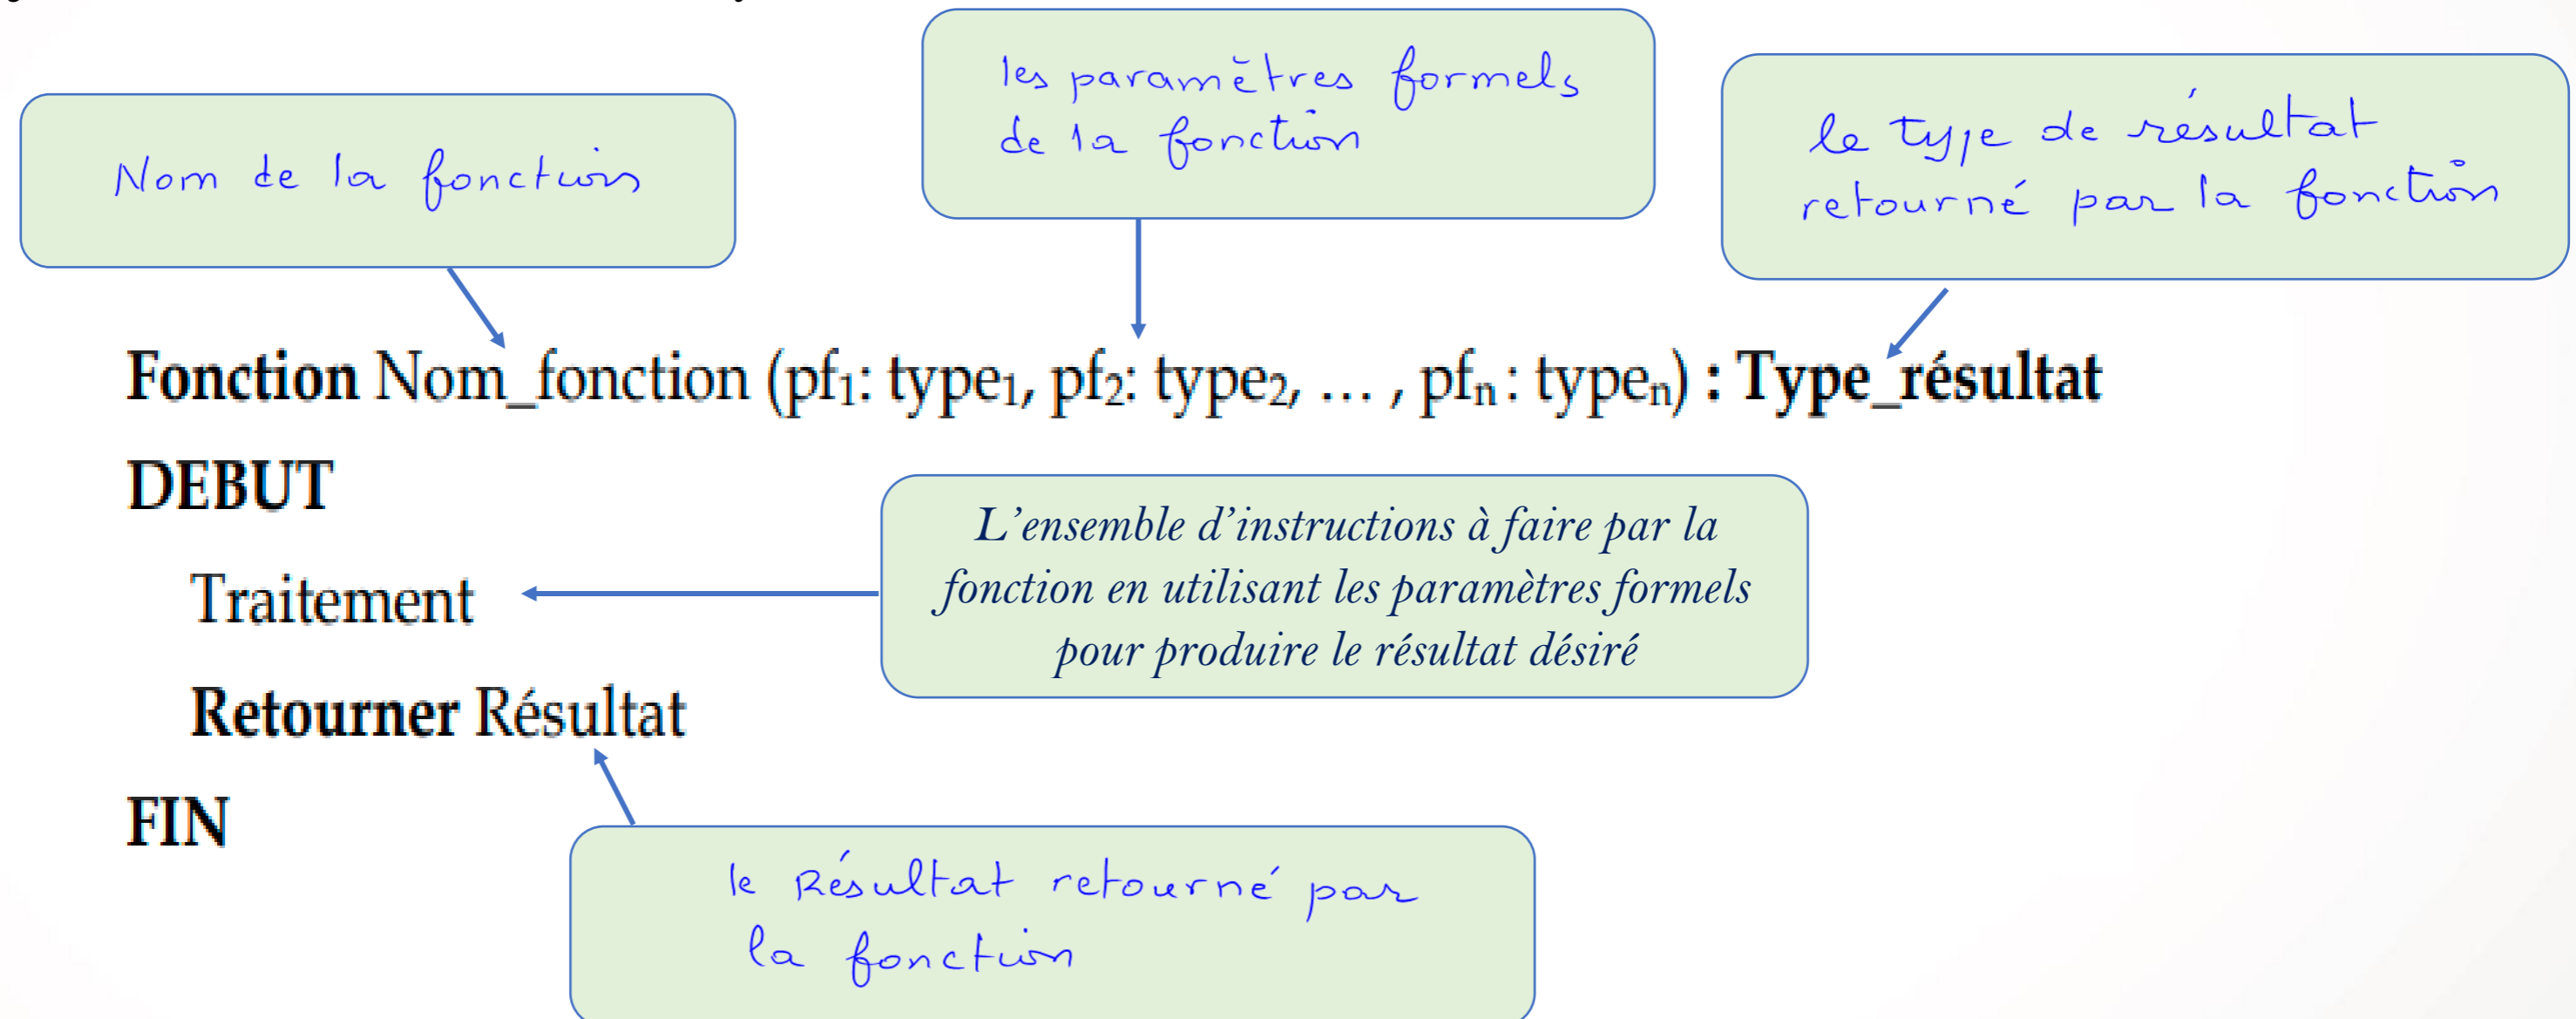 Nom de la fonction
les paramètres formels
de la fonction
le type de résultat
retourné par la fonction
Fonction Nom_fonction (pf₁: type₁, pf₂: type₂, … , pfₙ : typeₙ) : Type_résultat
DEBUT
L’ensemble d’instructions à faire par la
fonction en utilisant les paramètres formels
pour produire le résultat désiré
Traitement
Retourner Résultat
FIN
le Résultat retourné par
la fonction